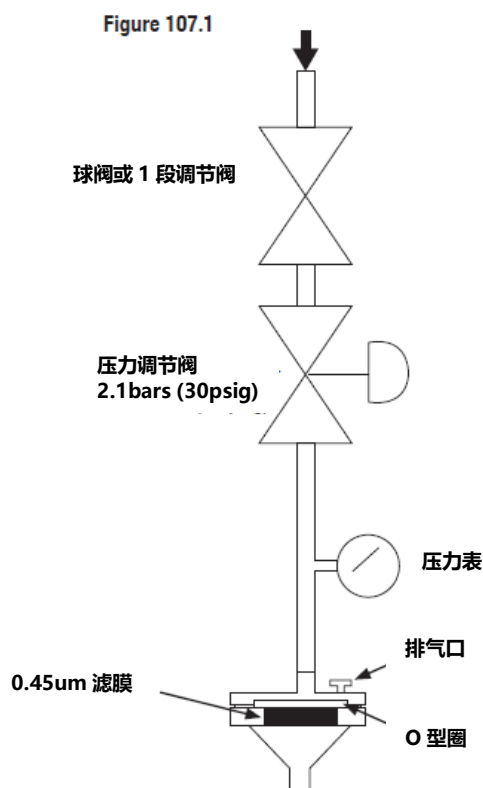 Figure 107.1
球阀或 1 段调节阀
压力调节阀
2.1bars (30psig)
压力表
排气口
0.45um 滤膜
O 型圈